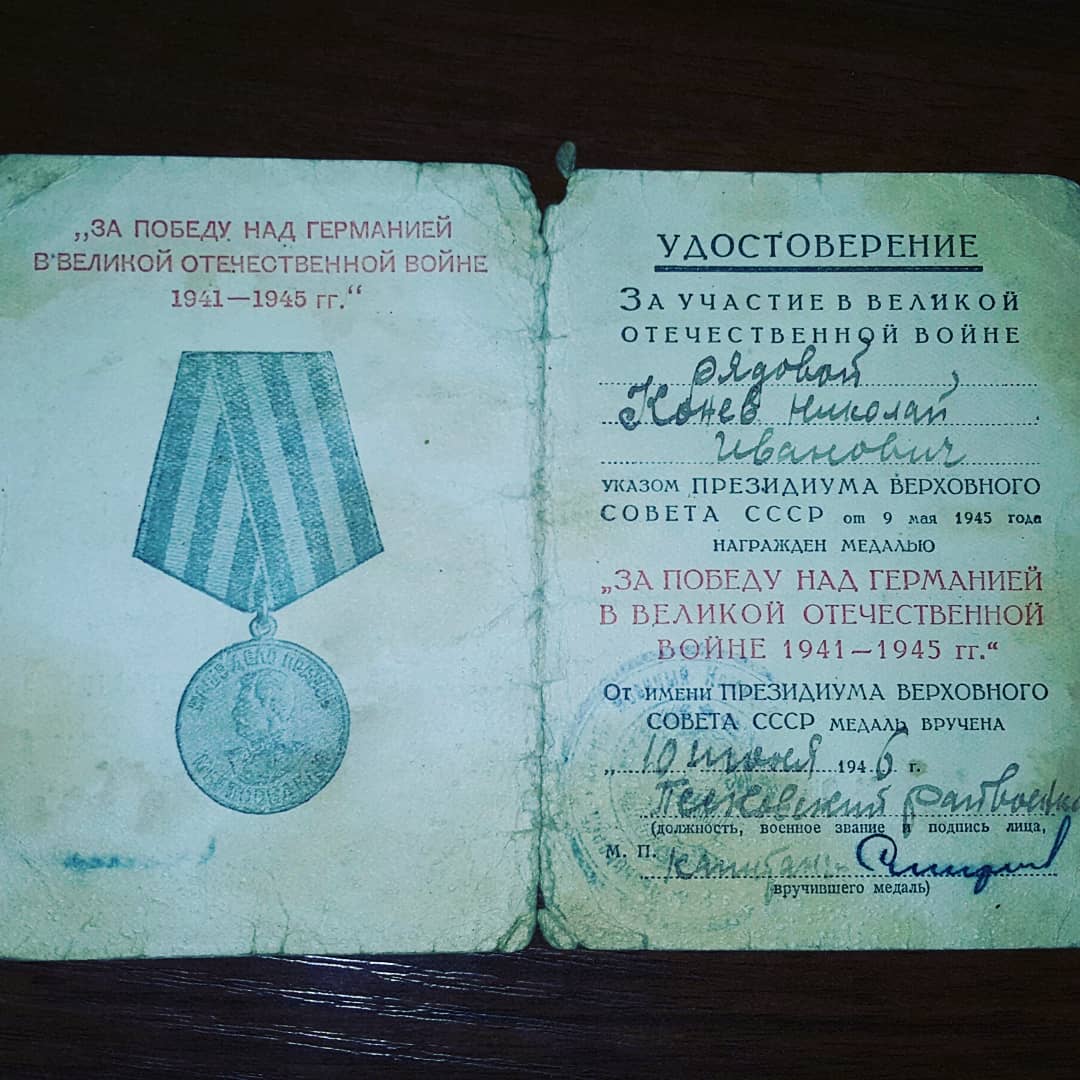 „ЗА ПОБЕДУ НАД ГЕРМАНИЕЙ
В ВЕЛИКОЙ ОТЕЧЕСТВЕННОЙ ВОЙНЕ
1941—1945 гг.“
УДОСТОВЕРЕНИЕ
ЗА УЧАСТИЕ В ВЕЛИКОЙ
ОТЕЧЕСТВЕННОЙ ВОЙНЕ
рядовой
Конев Николай
Иванович
УКАЗОМ ПРЕЗИДИУМА ВЕРХОВНОГО
СОВЕТА СССР от 9 мая 1945 года
НАГРАЖДЕН МЕДАЛЬЮ
„ЗА ПОБЕДУ НАД ГЕРМАНИЕЙ
В ВЕЛИКОЙ ОТЕЧЕСТВЕННОЙ
ВОЙНЕ 1941—1945 гг.“
ОТ ИМЕНИ ПРЕЗИДИУМА ВЕРХОВНОГО
СОВЕТА СССР МЕДАЛЬ ВРУЧЕНА
„10 июня 1946 г.
райвоенко
(должность, военное звание и подпись лица,
М. П. капитан
вручившего медаль)